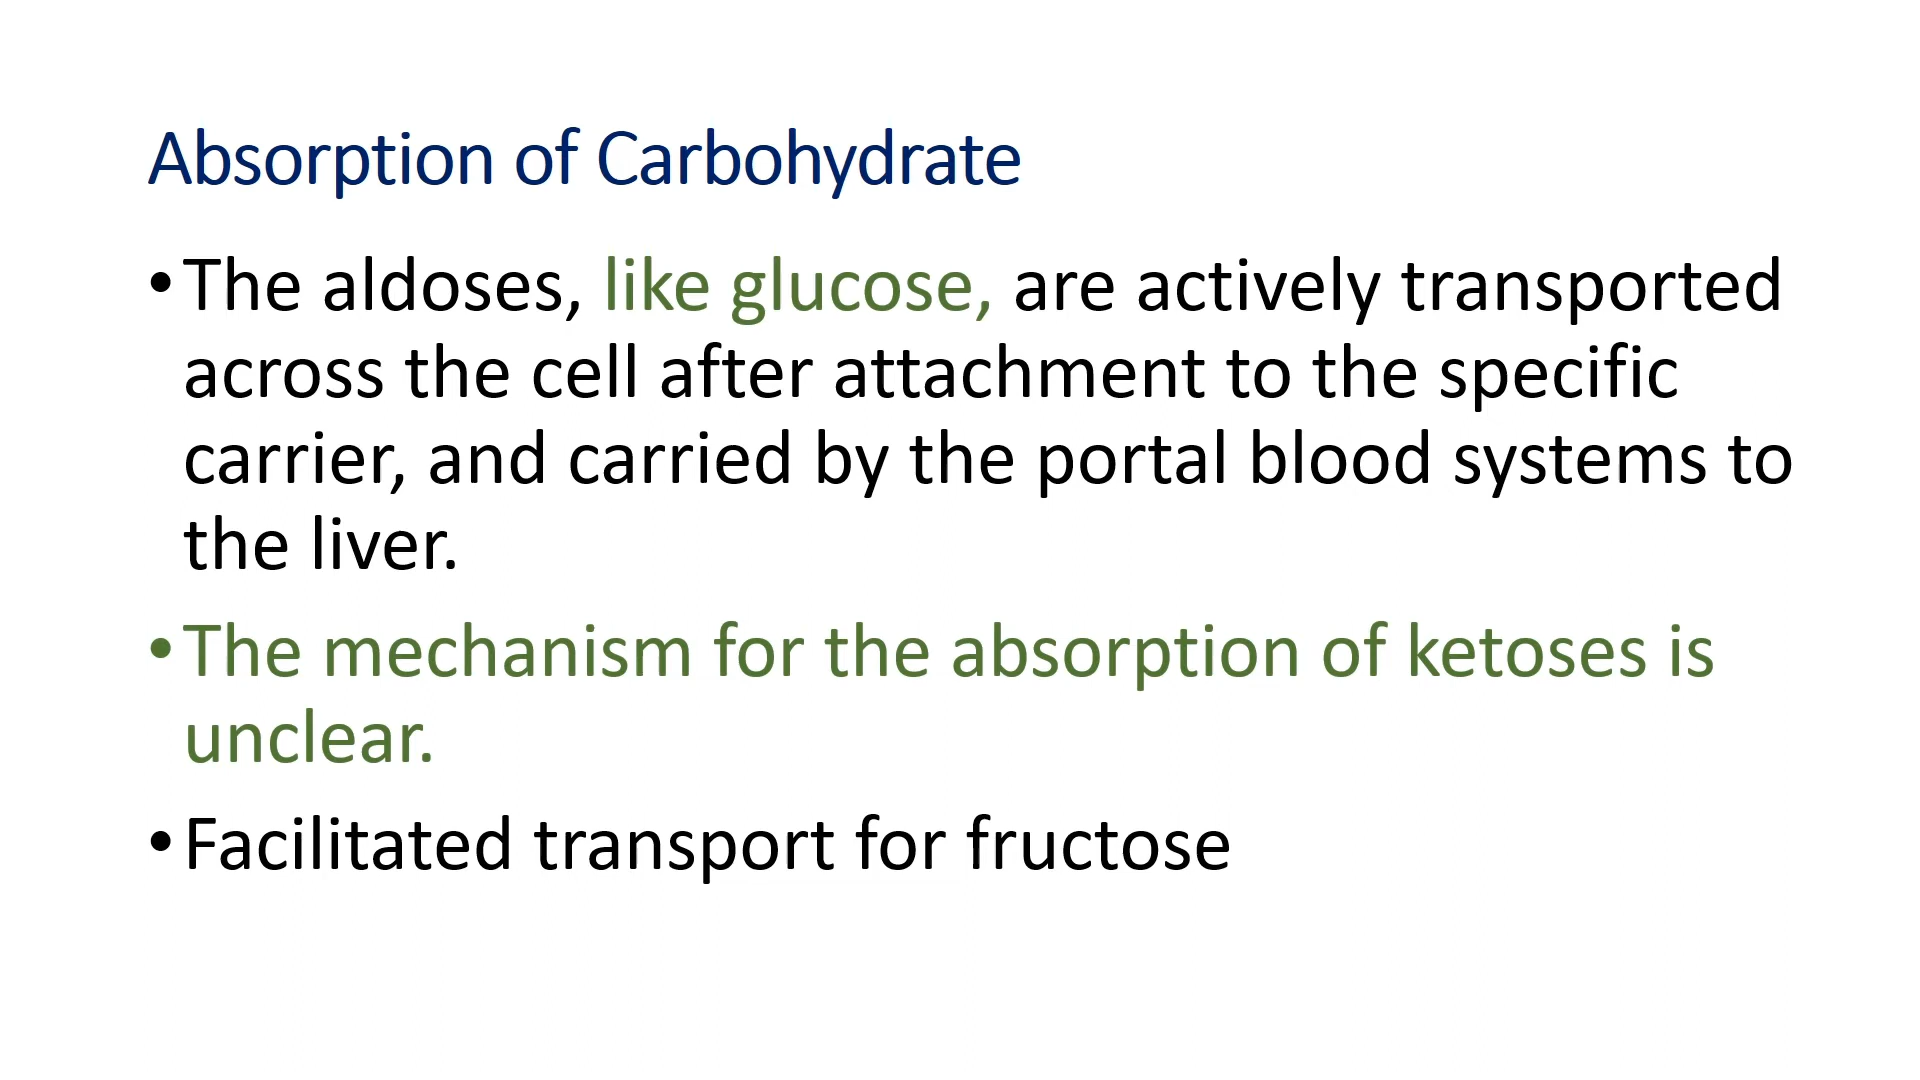 Absorption of Carbohydrate
•The aldoses, like glucose, are actively transported
across the cell after attachment to the specific
carrier, and carried by the portal blood systems to
the liver.
•The mechanism for the absorption of ketoses is
unclear.
•Facilitated transport for fructose